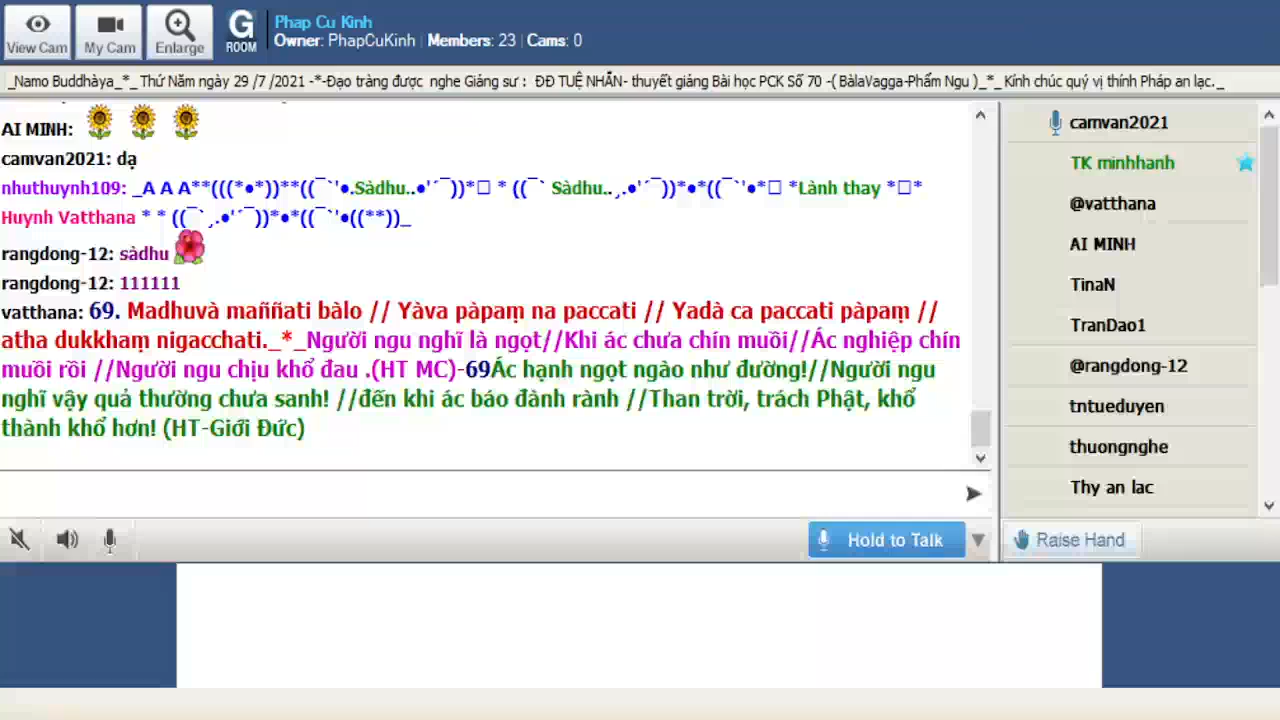 View Cam
My Cam
Enlarge
G
ROOM
Phap Cu Kinh
Owner: PhapCuKinh | Members: 23 | Cams: 0
_Namo Buddhàya_*_ Thứ Năm ngày 29 /7 /2021 -*-Đạo tràng được nghe Giảng sư : ĐĐ TUỆ NHẪN- thuyết giảng Bài học PCK Số 70 -( BàlaVagga-Phẩm Ngu )_*_ Kính chúc quý vị thính Pháp an lạc._
AI MINH:
camvan2021: dạ
nhuthuynh109: _A A A**(((*●*))**((¯`'●.Sàdhu..●'´¯))*□ * ((¯` Sàdhu..¸.●'´¯))*●*((¯`'●*□ *Lành thay *□*
Huynh Vatthana * * ((¯`¸.●'´¯))*●*((¯`'●((**))_
rangdong-12: sàdhu
rangdong-12: 111111
vatthana: 69. Madhuvà maññati bàlo // Yàva pàpaṃ na paccati // Yadà ca paccati pàpaṃ //
atha dukkhaṃ nigacchati._*_Người ngu nghĩ là ngọt//Khi ác chưa chín muồi//Ác nghiệp chín
muồi rồi //Người ngu chịu khổ đau .(HT MC)-69Ác hạnh ngọt ngào như đường!//Người ngu
nghĩ vậy quả thường chưa sanh! //đến khi ác báo đành rành //Than trời, trách Phật, khổ
thành khổ hơn! (HT-Giới Đức)
camvan2021
TK minhhanh
@vatthana
AI MINH
TinaN
TranDao1
@rangdong-12
tntueduyen
thuongnghe
Thy an lac
Hold to Talk
Raise Hand